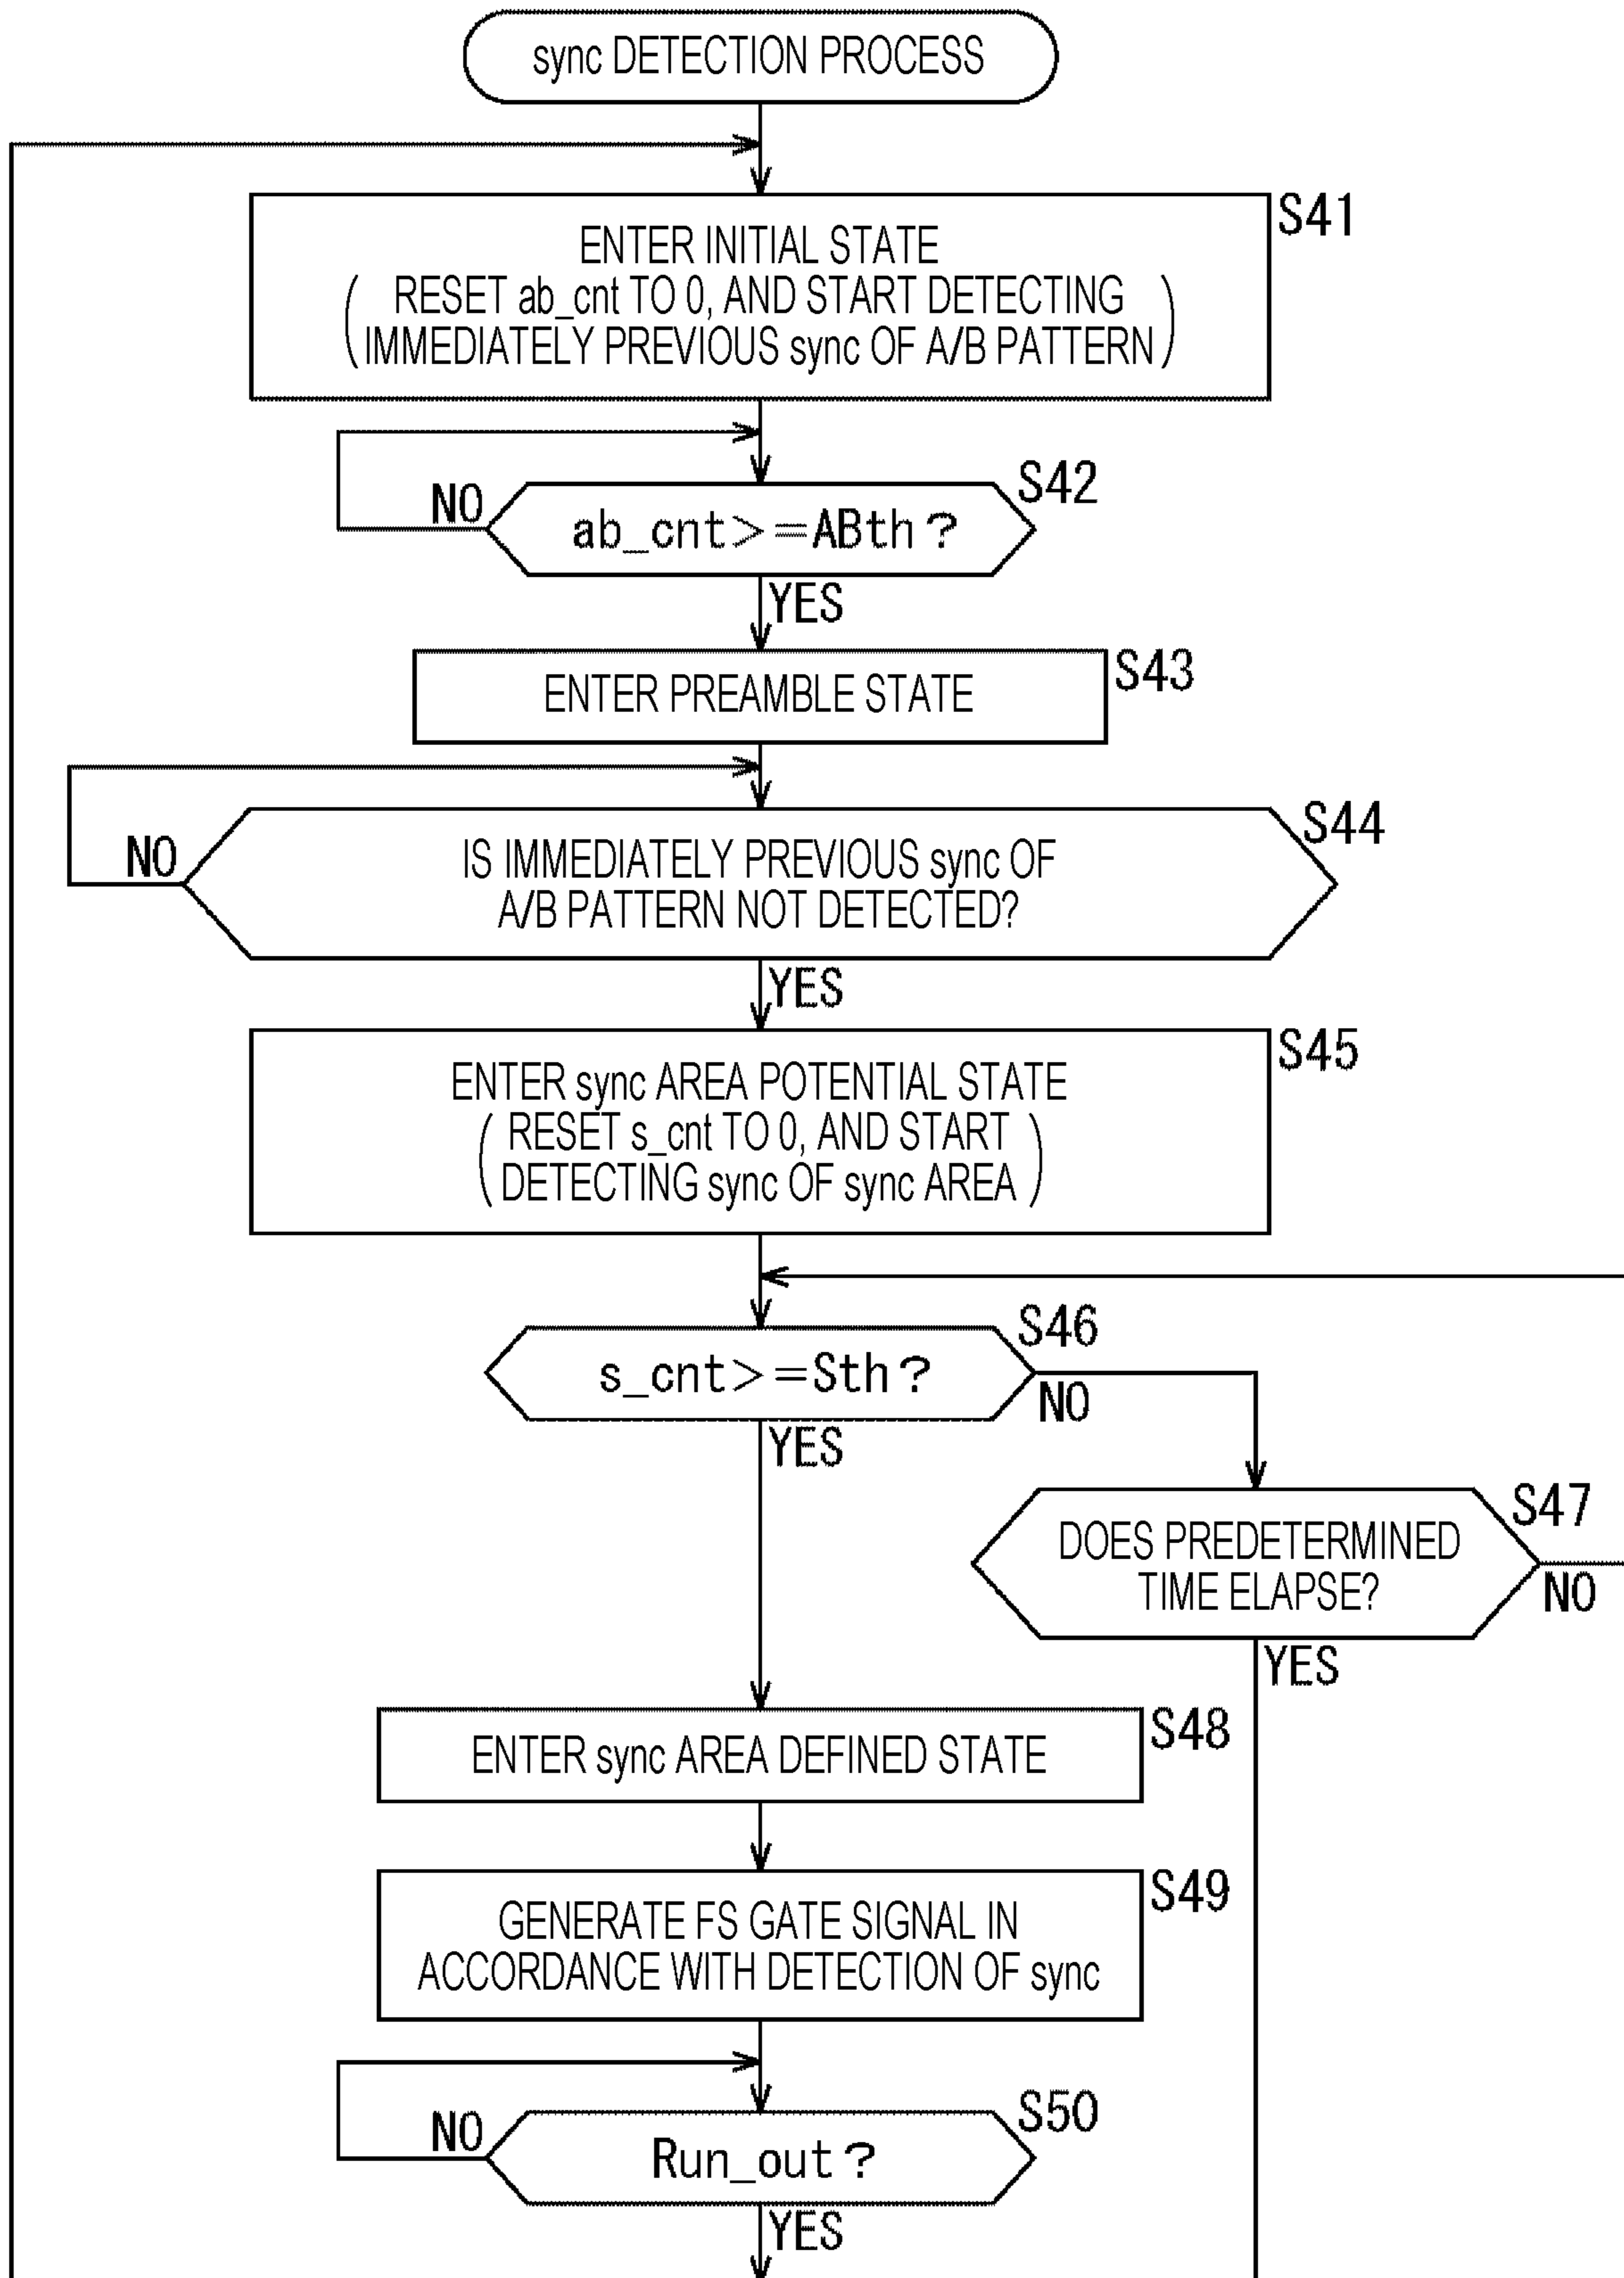 sync DETECTION PROCESS
S41
ENTER INITIAL STATE
( RESET ab_cnt TO 0, AND START DETECTING
IMMEDIATELY PREVIOUS sync OF A/B PATTERN )
S42
NO
ab_cnt>=ABth?
YES
S43
ENTER PREAMBLE STATE
S44
NO
IS IMMEDIATELY PREVIOUS sync OF
A/B PATTERN NOT DETECTED?
YES
S45
ENTER sync AREA POTENTIAL STATE
( RESET s_cnt TO 0, AND START
DETECTING sync OF sync AREA )
S46
s_cnt>=Sth?
NO
YES
S47
DOES PREDETERMINED
TIME ELAPSE?
NO
YES
S48
ENTER sync AREA DEFINED STATE
S49
GENERATE FS GATE SIGNAL IN
ACCORDANCE WITH DETECTION OF sync
S50
NO
Run_out?
YES